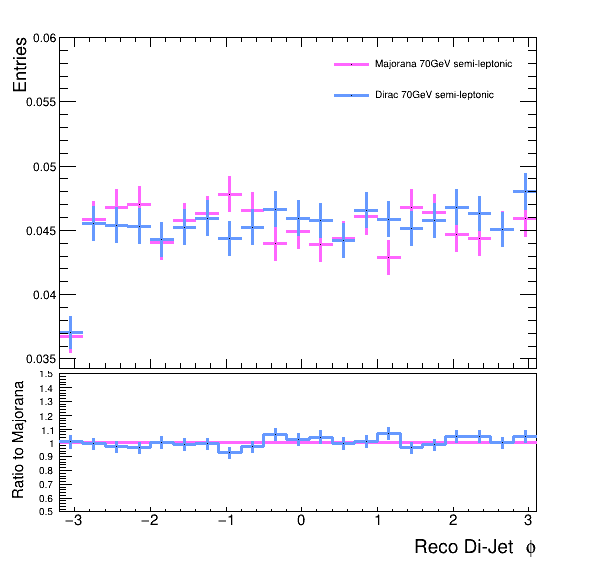 Entries
0.06
0.055
0.05
0.045
0.04
0.035
Majorana 70GeV semi-leptonic
Dirac 70GeV semi-leptonic
Ratio to Majorana
1.5
1.4
1.3
1.2
1.1
1
0.9
0.8
0.7
0.6
0.5
−3 −2 −1 0 1 2 3
Reco Di-Jet ϕ